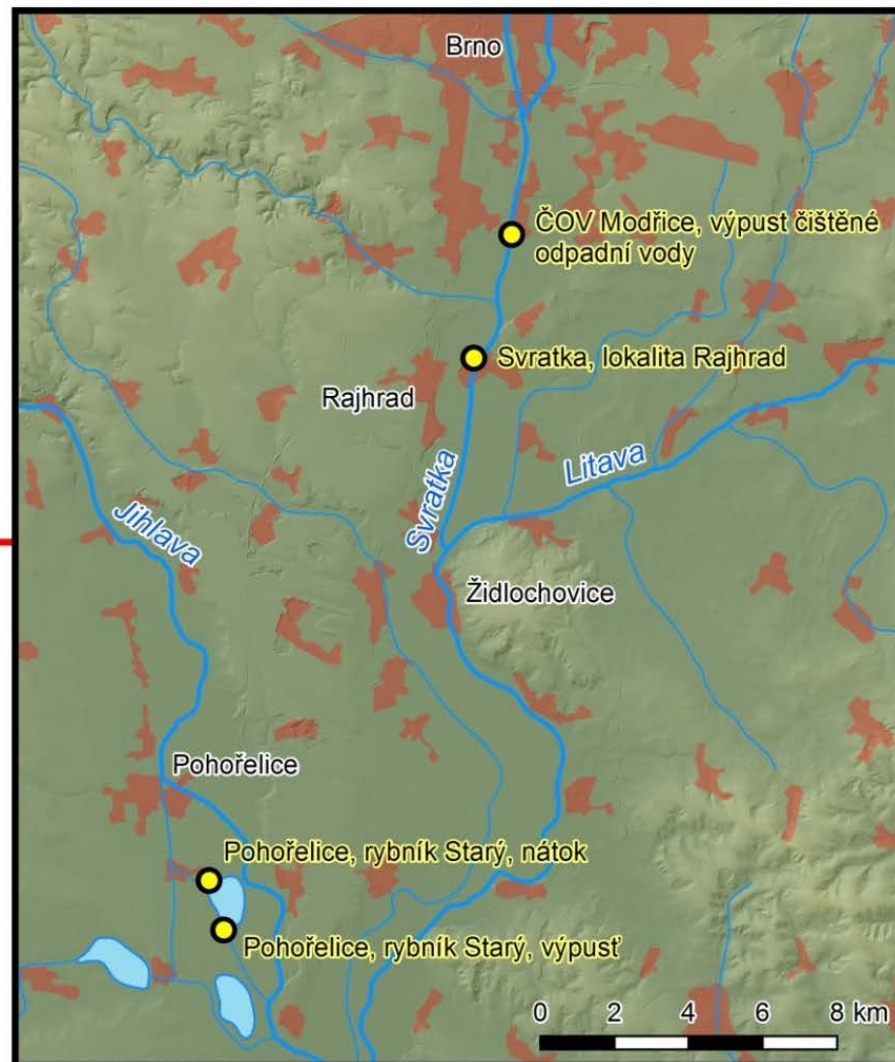 Brno
ČOV Modřice, výpust čištěné
odpadní vody
Svratka, lokalita Rajhrad
Rajhrad
Litava
Svratka
Jihlava
Židlochovice
Pohořelice
Pohořelice, rybník Starý, nátok
Pohořelice, rybník Starý, výpusť
0 2 4 6 8 km